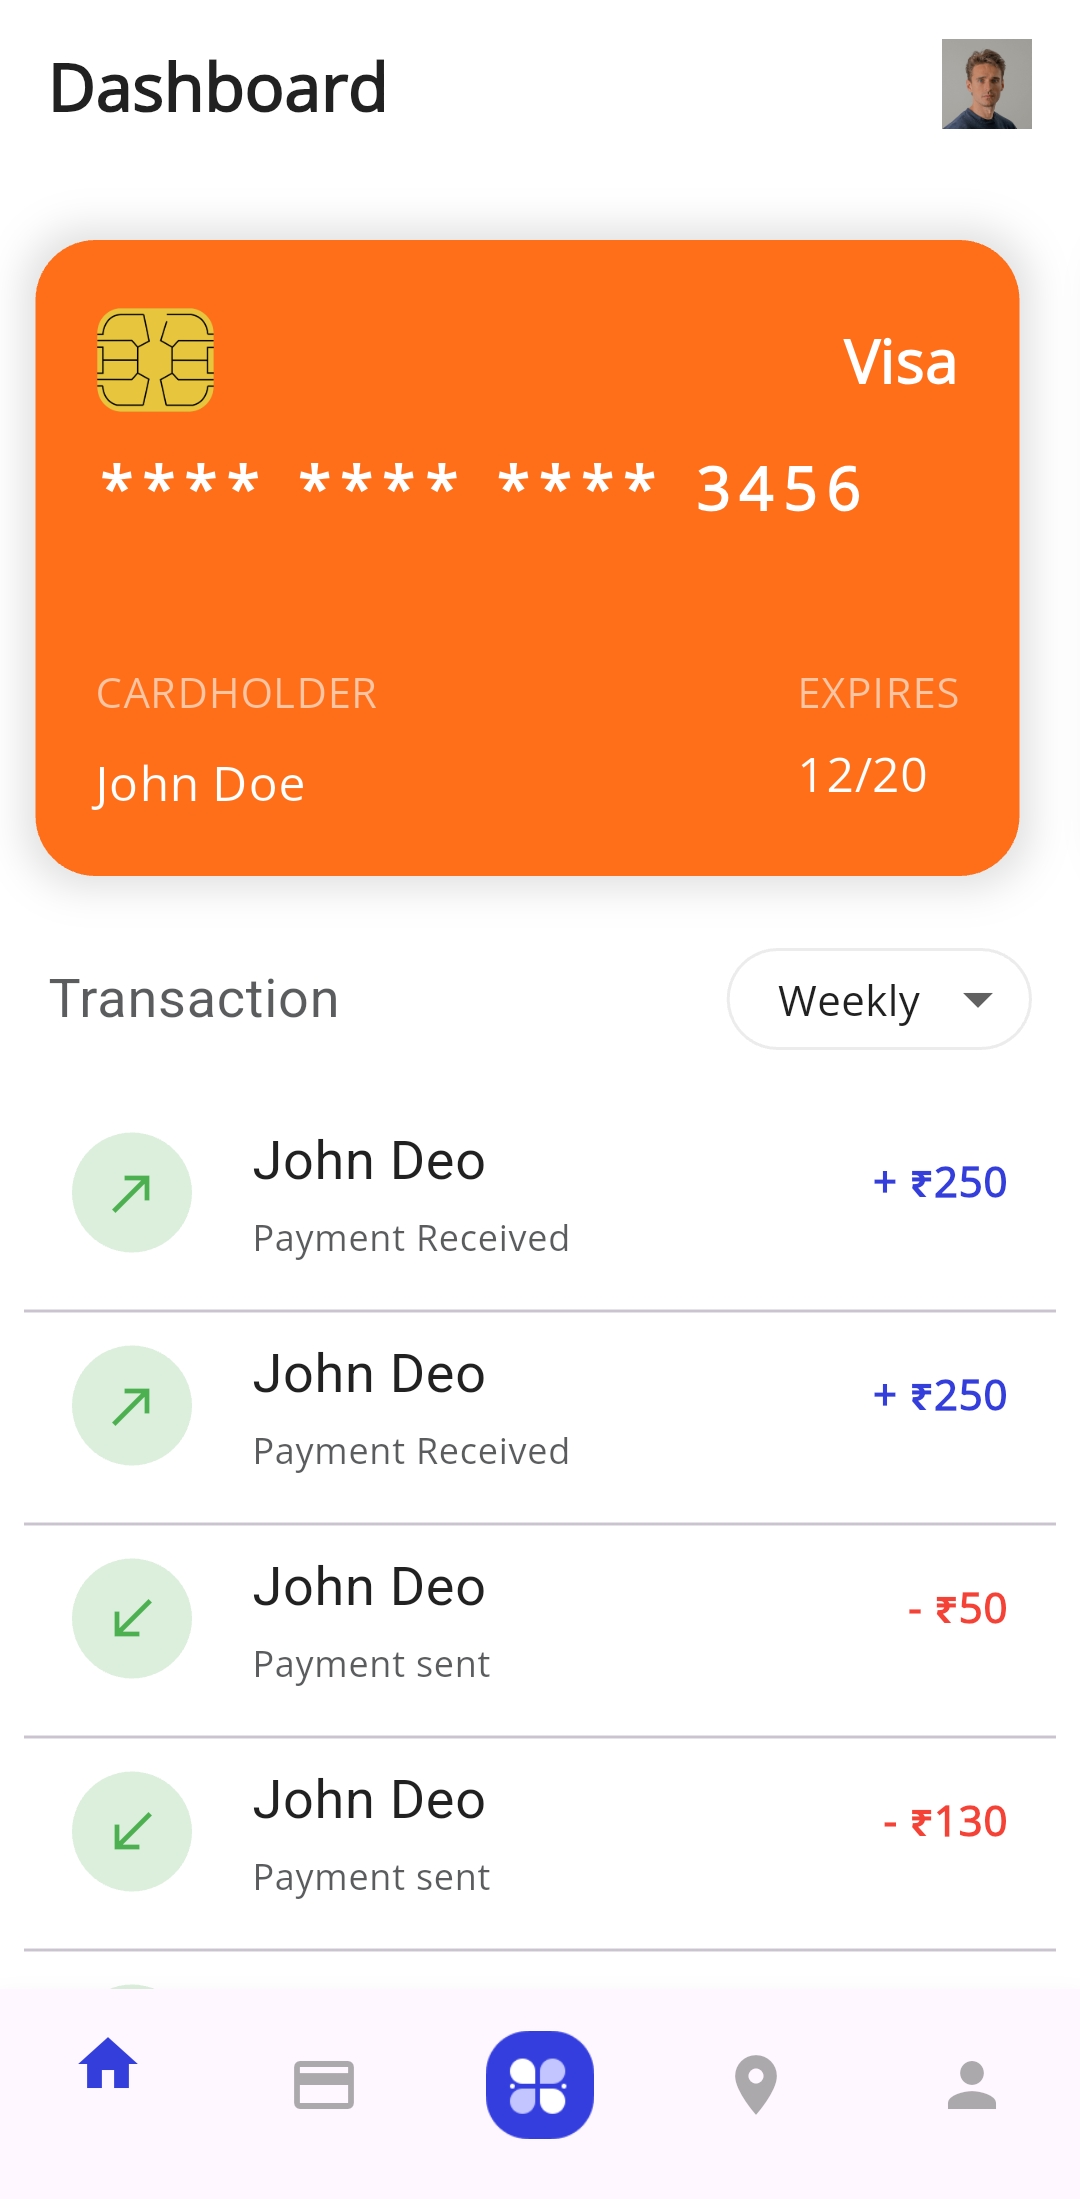 Dashboard
Visa
**** **** **** 3456
CARDHOLDER
EXPIRES
John Doe
12/20
Transaction
Weekly
John Deo
+ ₹250
Payment Received
John Deo
+ ₹250
Payment Received
John Deo
- ₹50
Payment sent
John Deo
- ₹130
Payment sent